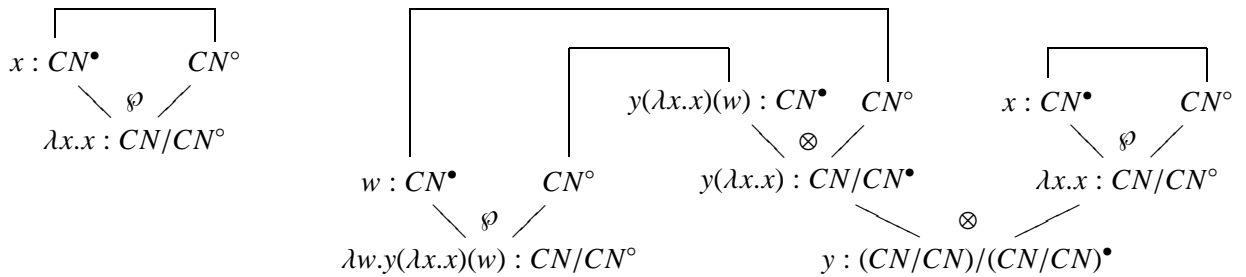 x : CN• CN°
℘
λx.x : CN/CN°
y(λx.x)(w) : CN• CN° x : CN• CN°
⊗ ℘
w : CN• CN° y(λx.x) : CN/CN• λx.x : CN/CN°
℘ ⊗
λw.y(λx.x)(w) : CN/CN° y : (CN/CN)/(CN/CN)•